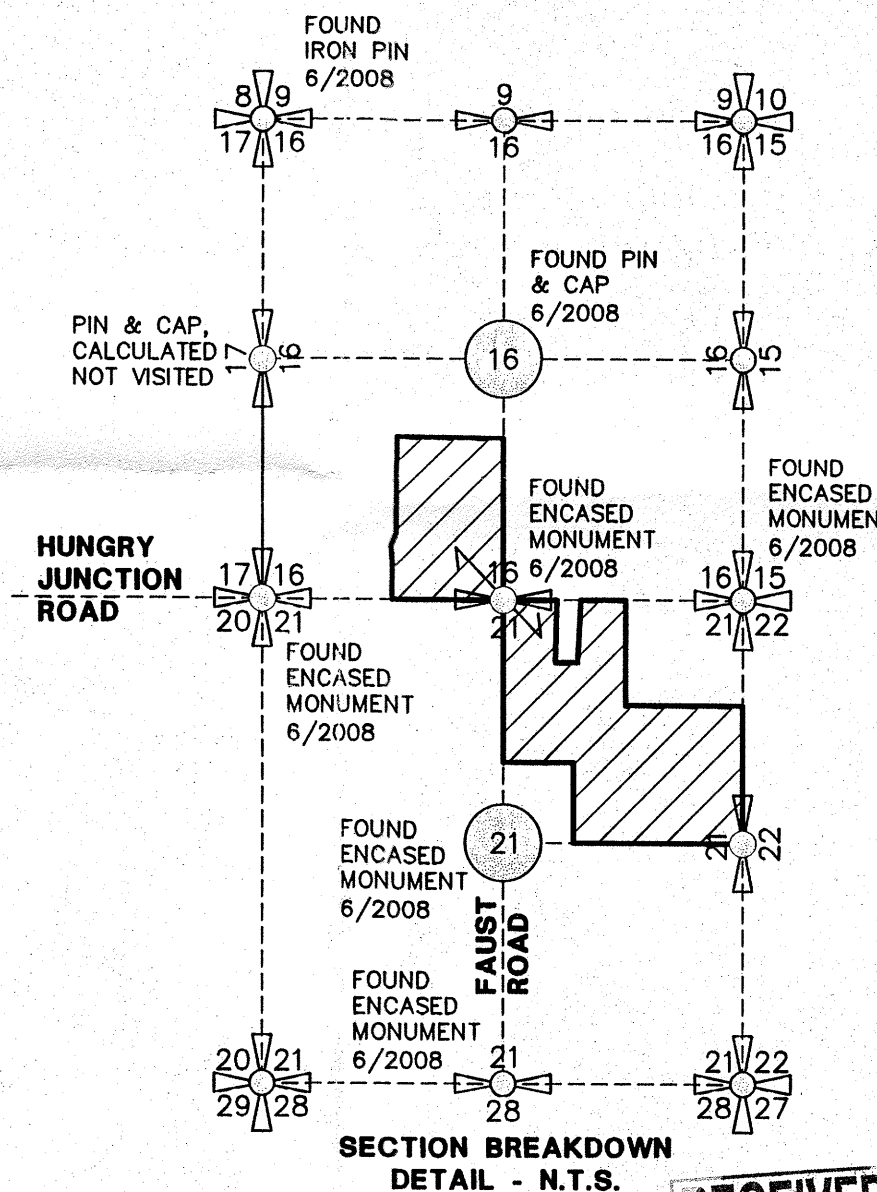 FOUND
IRON PIN
6/2008
8 9
17 16
9
16
9 10
16 15
PIN & CAP,
CALCULATED
NOT VISITED
17 16
FOUND PIN
& CAP
6/2008
16
16 15
HUNGRY
JUNCTION
ROAD
17 16
20 21
FOUND
ENCASED
MONUMENT
6/2008
16
21
FOUND
ENCASED
6/2008
16 15
21 22
FOUND
ENCASED
MONUMENT
6/2008
FOUND
ENCASED
MONUMENT
6/2008
21
21 22
FAUST
ROAD
FOUND
ENCASED
MONUMENT
6/2008
20 21
29 28
21
28
21 22
28 27
SECTION BREAKDOWN
DETAIL - N.T.S.